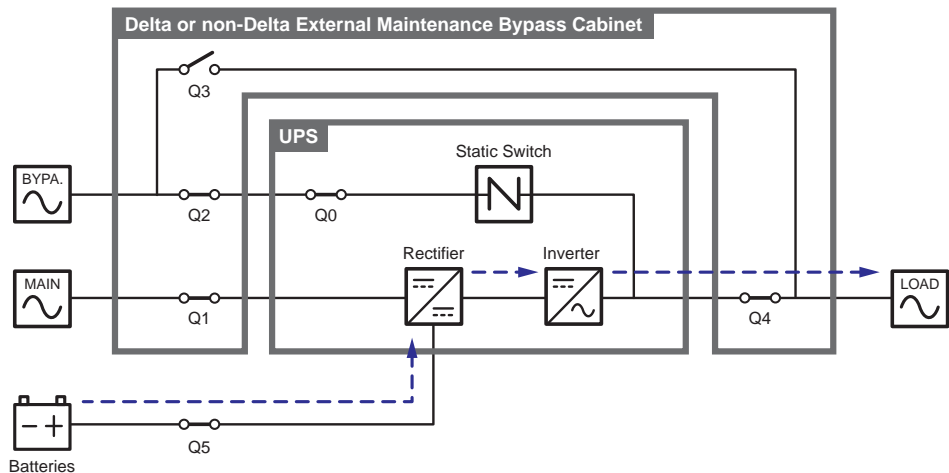 Delta or non-Delta External Maintenance Bypass Cabinet
Q3
UPS
Static Switch
BYPA.
Q2
Q0
Rectifier
Inverter
MAIN
LOAD
Q1
Q4
Q5
Batteries